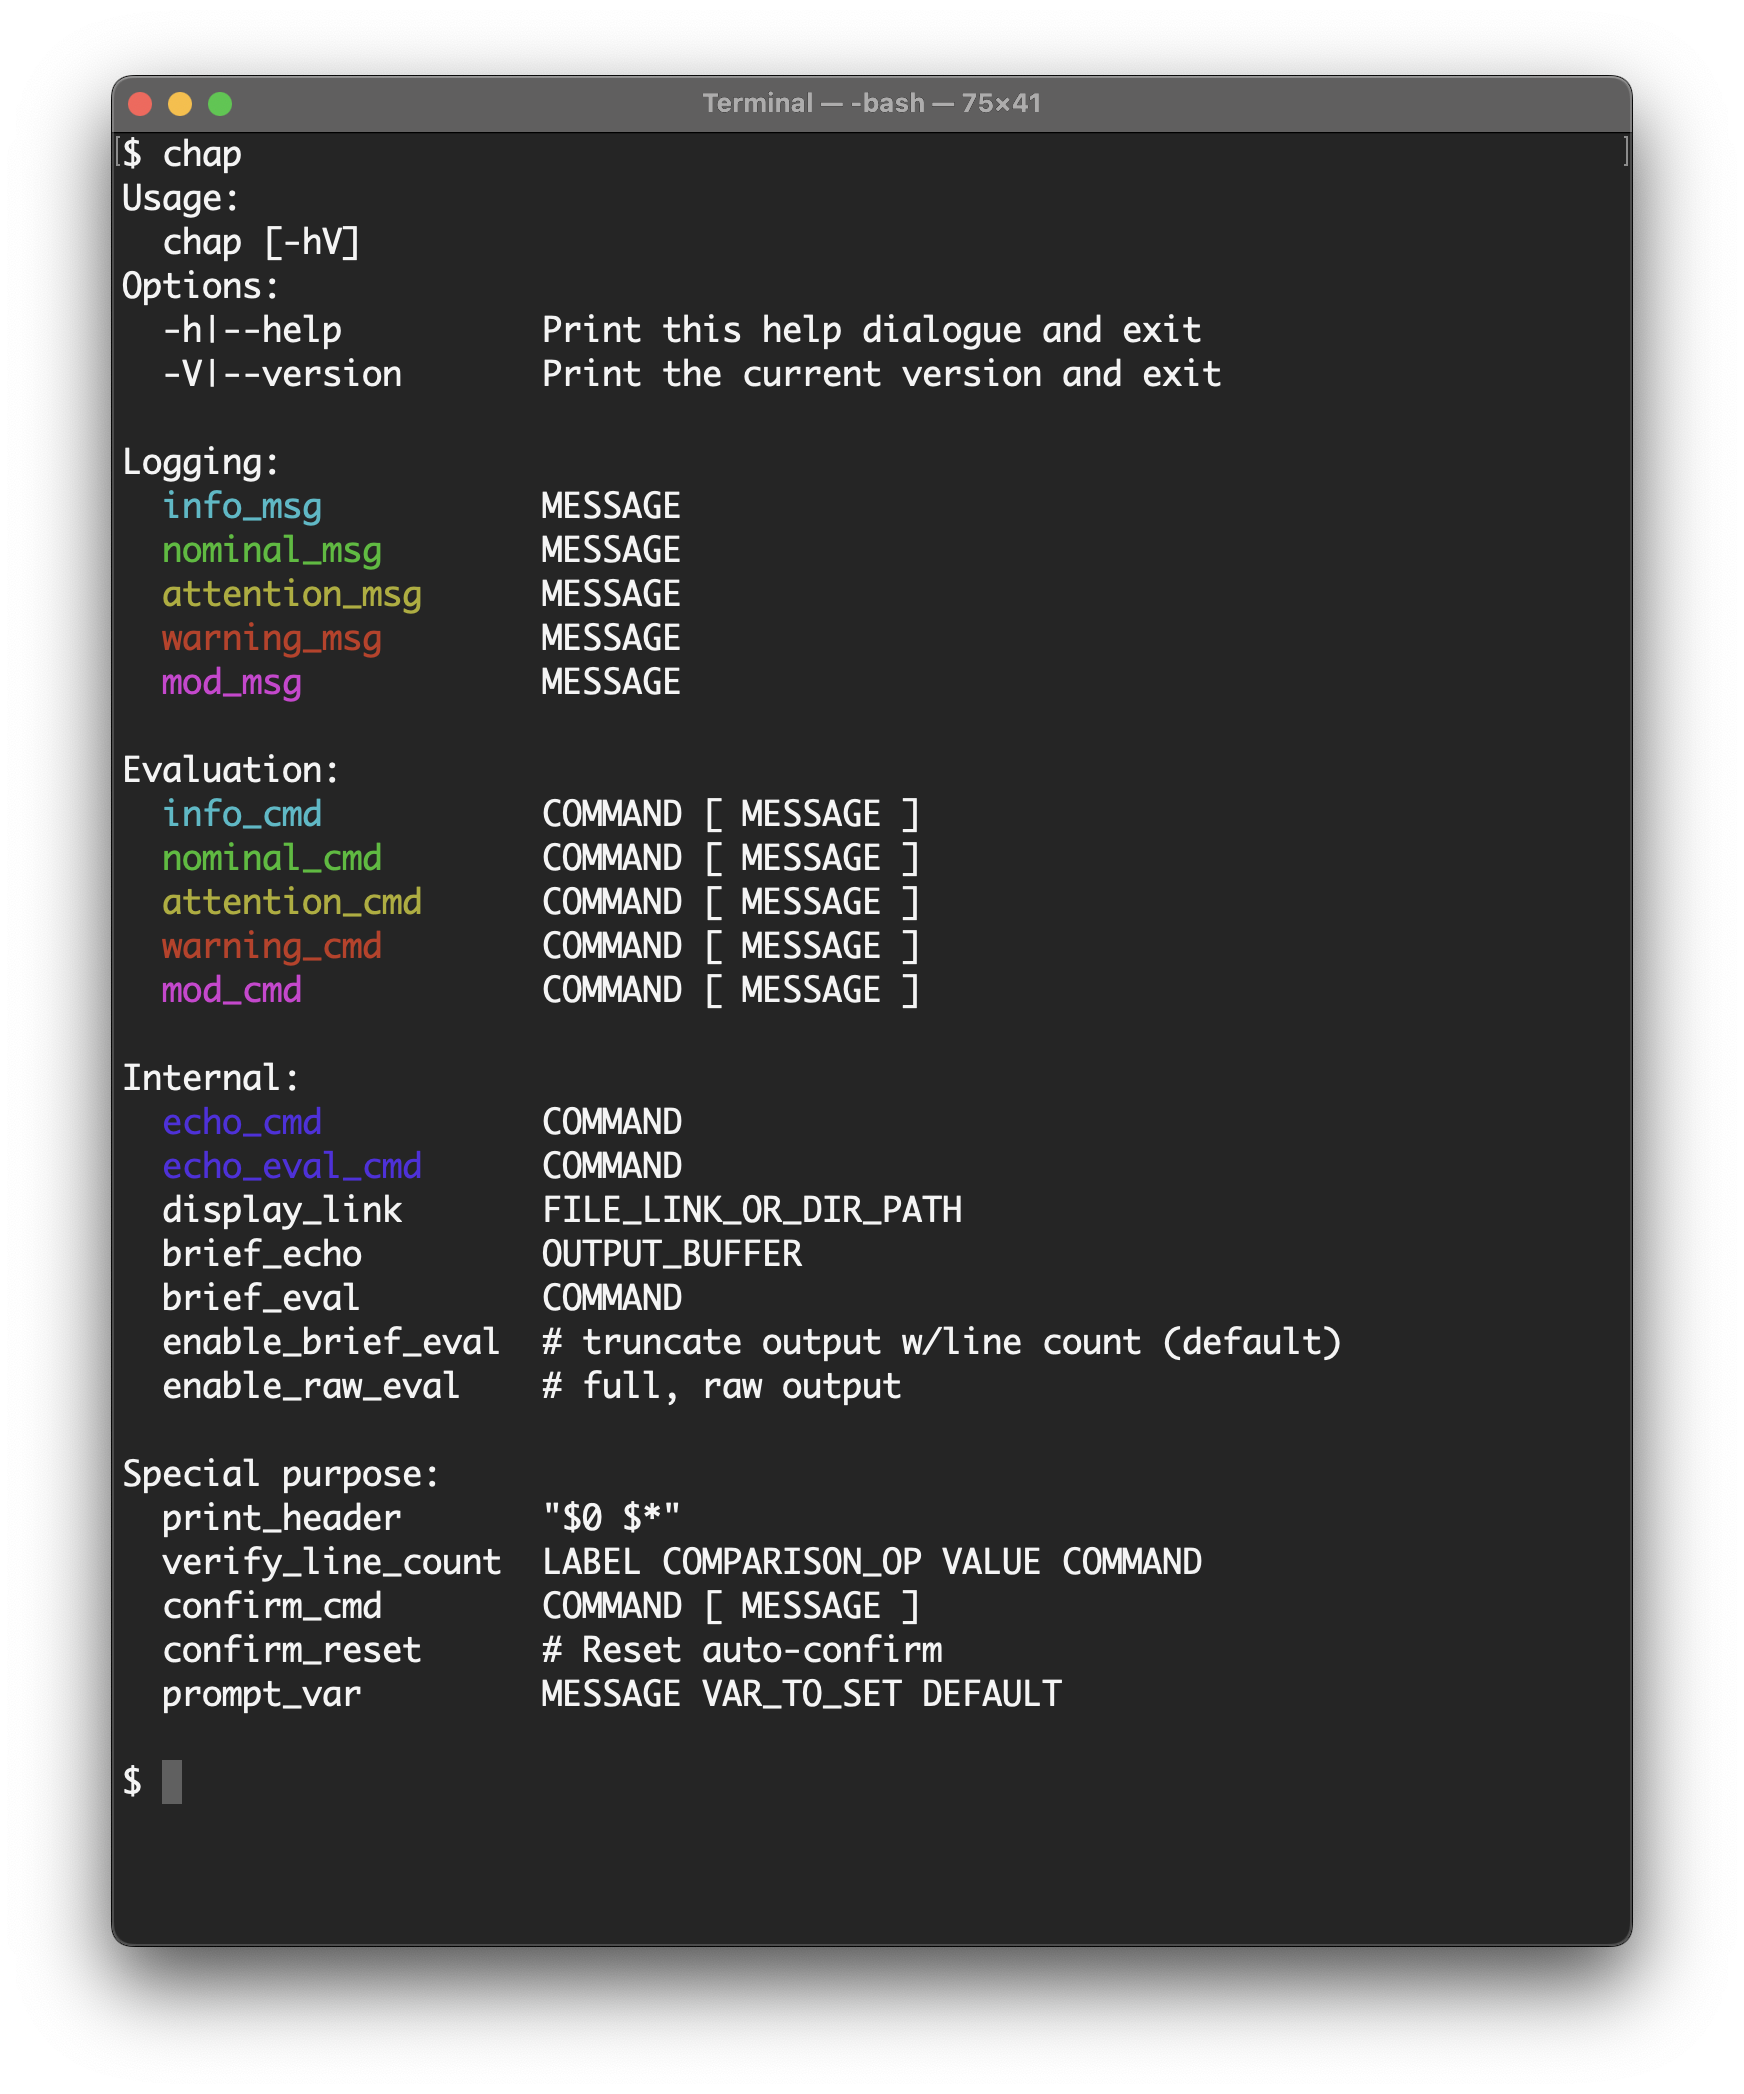 Terminal — -bash — 75×41
$ chap
Usage:
  chap [-hV]
Options:
  -h|--help          Print this help dialogue and exit
  -V|--version       Print the current version and exit

Logging:
  info_msg           MESSAGE
  nominal_msg        MESSAGE
  attention_msg      MESSAGE
  warning_msg        MESSAGE
  mod_msg            MESSAGE

Evaluation:
  info_cmd           COMMAND [ MESSAGE ]
  nominal_cmd        COMMAND [ MESSAGE ]
  attention_cmd      COMMAND [ MESSAGE ]
  warning_cmd        COMMAND [ MESSAGE ]
  mod_cmd            COMMAND [ MESSAGE ]

Internal:
  echo_cmd           COMMAND
  echo_eval_cmd      COMMAND
  display_link       FILE_LINK_OR_DIR_PATH
  brief_echo         OUTPUT_BUFFER
  brief_eval         COMMAND
  enable_brief_eval  # truncate output w/line count (default)
  enable_raw_eval    # full, raw output

Special purpose:
  print_header       "$0 $*"
  verify_line_count  LABEL COMPARISON_OP VALUE COMMAND
  confirm_cmd        COMMAND [ MESSAGE ]
  confirm_reset      # Reset auto-confirm
  prompt_var         MESSAGE VAR_TO_SET DEFAULT

$